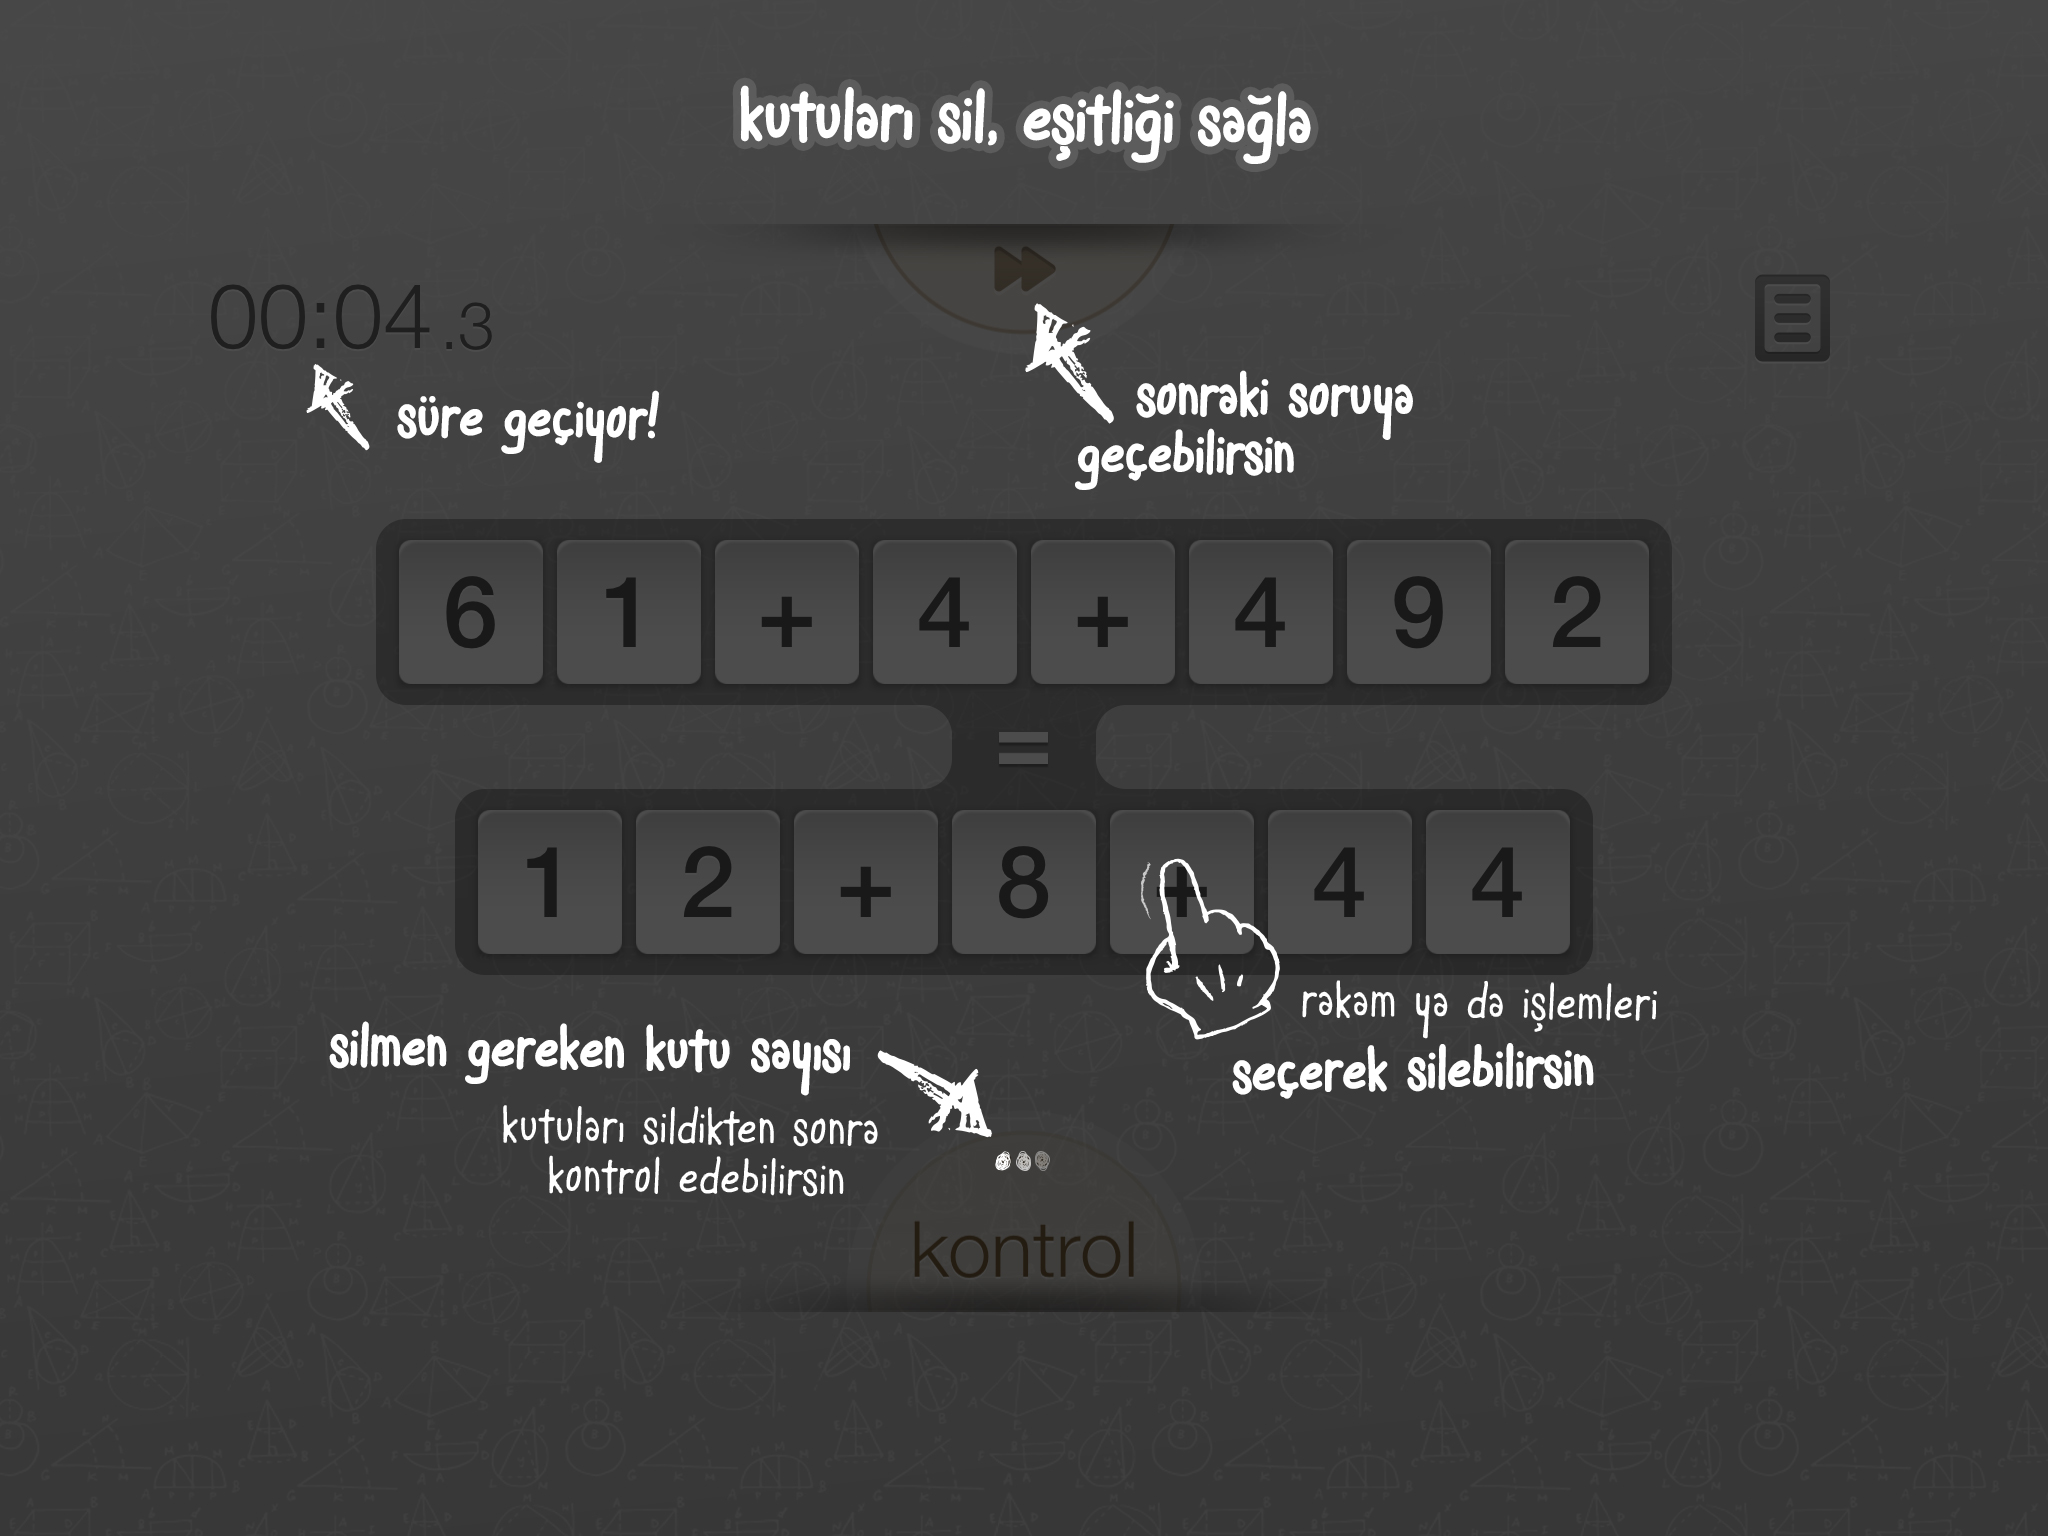 kutuları sil, eşitliği sağla
00:04.3
süre geçiyor!
sonraki soruya
geçebilirsin
6 1 + 4 + 4 9 2
=
1 2 + 8 + 4 4
rakam ya da işlemleri
seçerek silebilirsin
silmen gereken kutu sayısı
kutuları sildikten sonra
kontrol edebilirsin
kontrol